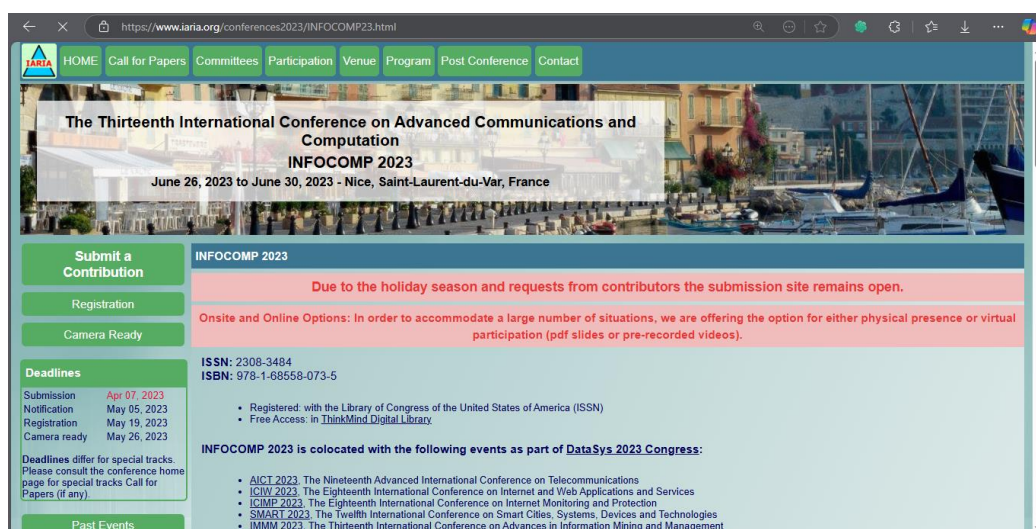 https://www.iaria.org/conferences2023/INFOCOMP23.html
IARIA
HOME
Call for Papers
Committees
Participation
Venue
Program
Post Conference
Contact
The Thirteenth International Conference on Advanced Communications and
Computation
INFOCOMP 2023
June 26, 2023 to June 30, 2023 - Nice, Saint-Laurent-du-Var, France
Submit a
Contribution
Registration
Camera Ready
Deadlines
Submission Apr 07, 2023
Notification May 05, 2023
Registration May 19, 2023
Camera ready May 26, 2023
Deadlines differ for special tracks.
Please consult the conference home
page for special tracks Call for
Papers (if any).
Past Events
INFOCOMP 2023
Due to the holiday season and requests from contributors the submission site remains open.
Onsite and Online Options: In order to accommodate a large number of situations, we are offering the option for either physical presence or virtual
participation (pdf slides or pre-recorded videos).
ISSN: 2308-3484
ISBN: 978-1-68558-073-5
Registered: with the Library of Congress of the United States of America (ISSN)
Free Access: in ThinkMind Digital Library
INFOCOMP 2023 is colocated with the following events as part of DataSys 2023 Congress:
AICT 2023, The Nineteenth Advanced International Conference on Telecommunications
ICIW 2023, The Eighteenth International Conference on Internet and Web Applications and Services
ICIMP 2023, The Eighteenth International Conference on Internet Monitoring and Protection
SMART 2023, The Twelfth International Conference on Smart Cities, Systems, Devices and Technologies
IMMM 2023, The Thirteenth International Conference on Advances in Information Mining and Management